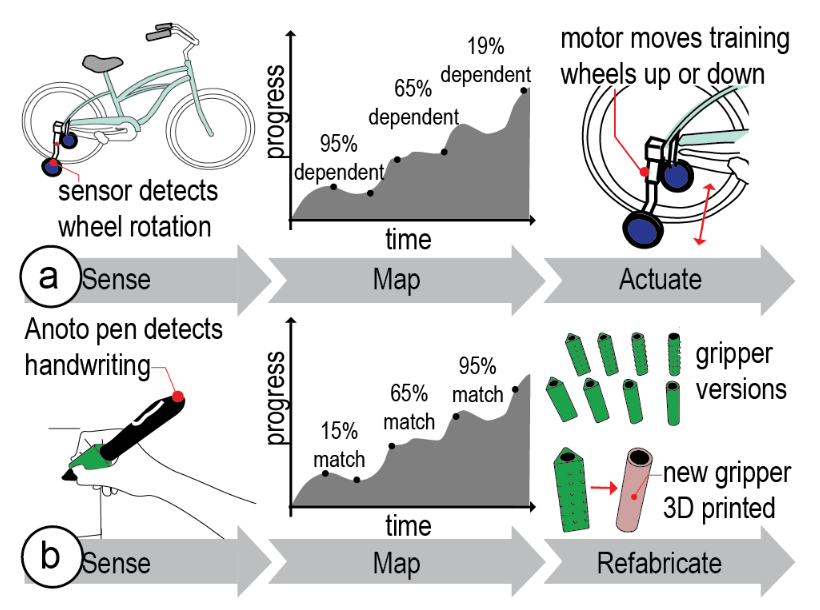 sensor detects
wheel rotation
progress
95%
dependent
65%
dependent
19%
dependent
time
motor moves training
wheels up or down
a
Sense
Map
Actuate
Anoto pen detects
handwriting
progress
15%
match
65%
match
95%
match
time
gripper
versions
new gripper
3D printed
b
Sense
Map
Refabricate